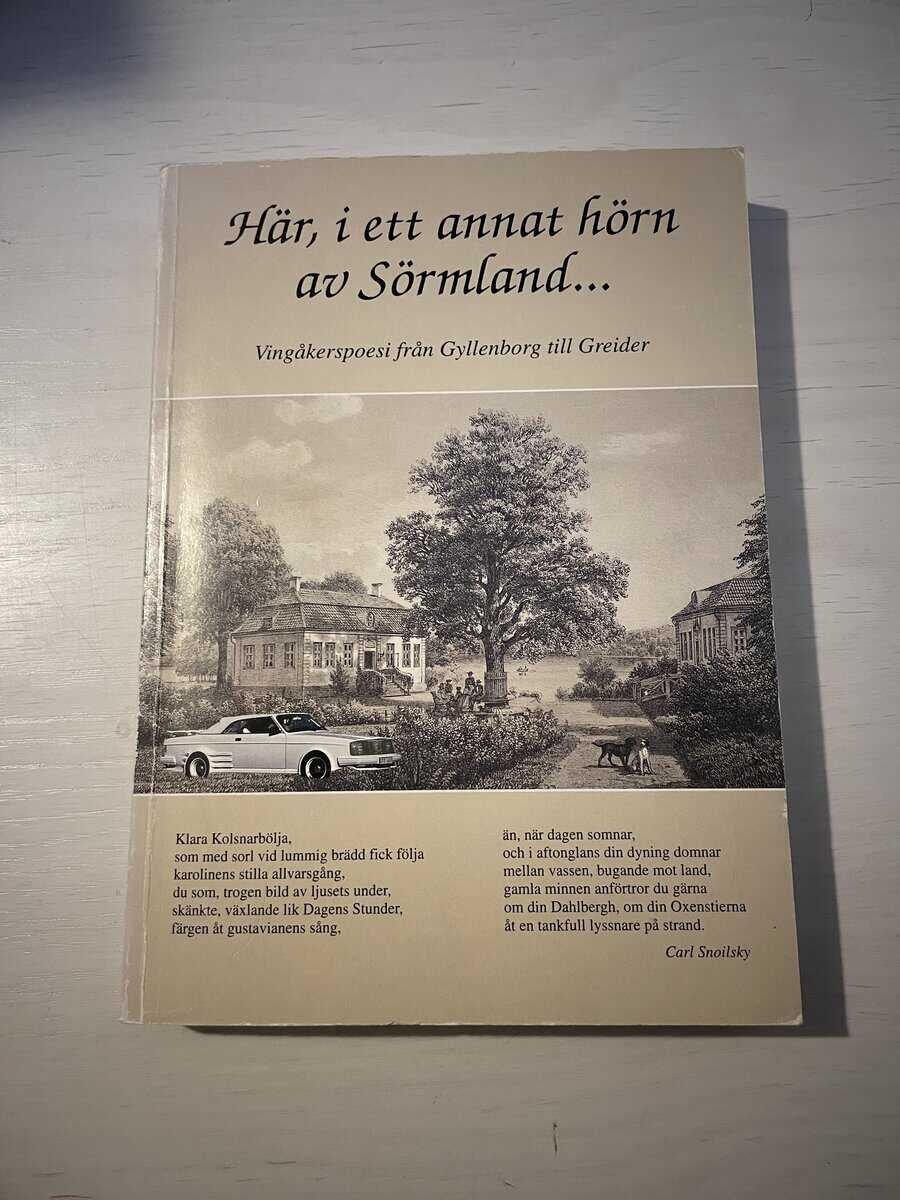 Här, i ett annat hörn
av Sörmland...
Vingåkerspoesi från Gyllenborg till Greider
Klara Kolsnarbölja,
som med sorl vid lummig brädd fick följa
karolinens stilla allvarsgång,
du som, trogen bild av ljusets under,
skänkte, växlande lik Dagens Stunder,
färgen åt gustavianens sång,
än, när dagen somnar,
och i aftonglans din dyning domnar
mellan vassen, bugande mot land,
gamla minnen anförtror du gärna
om din Dahlbergh, om din Oxenstierna
åt en tankfull lyssnare på strand.
Carl Snoilsky